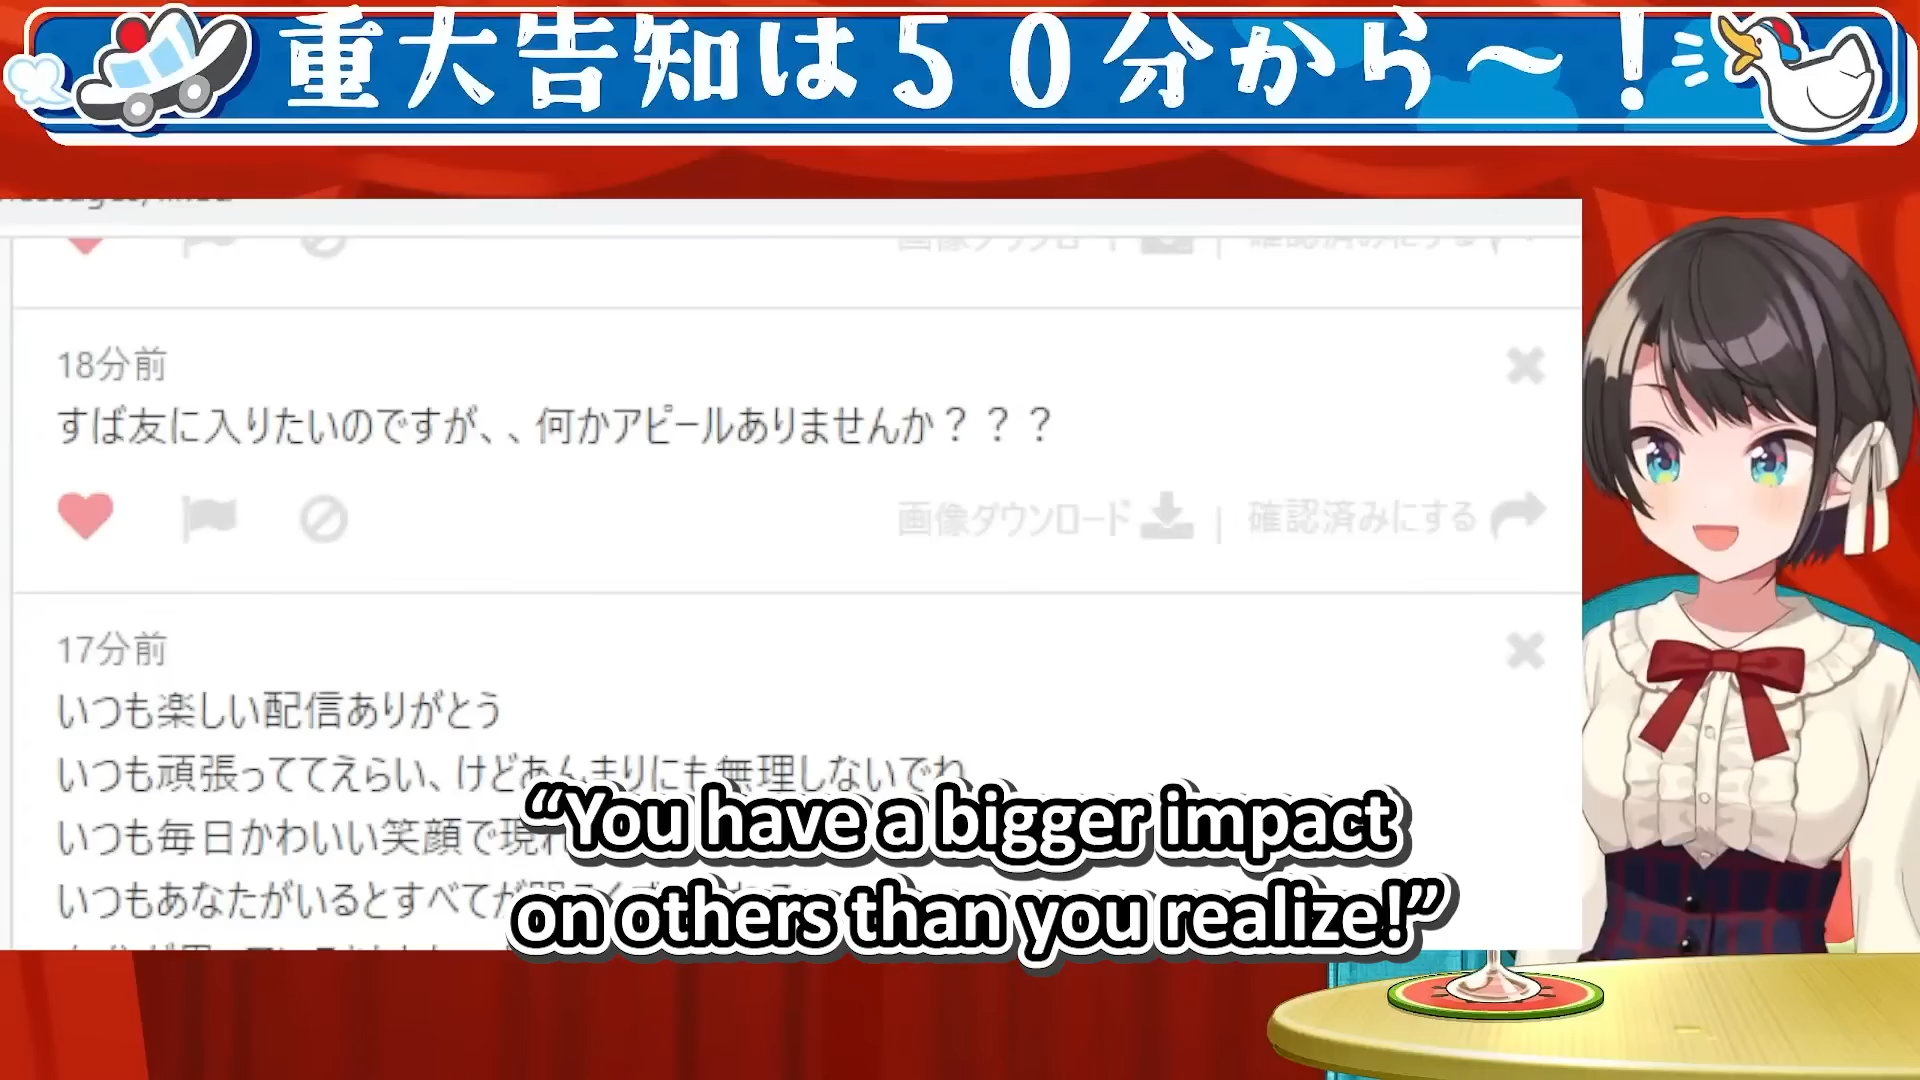 重大告知は５０分から～！
18分前
すば友に入りたいのですが、、何かアピールありませんか？？？
画像ダウンロード | 確認済みにする
17分前
いつも楽しい配信ありがとう
いつも頑張っててえらい、けどあんまりにも無理しないでね
いつも毎日かわいい笑顔で現
いつもあなたがいるとすべてが
“You have a bigger impact
on others than you realize!”